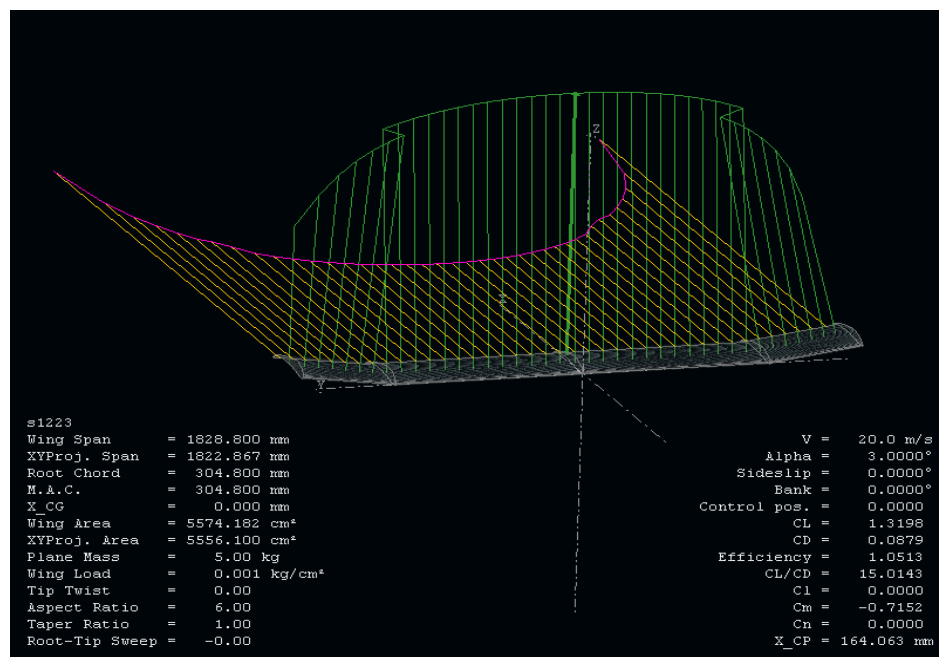 Z
Z
Y
s1223
Wing Span = 1828.800 mm
XYProj. Span = 1822.867 mm
Root Chord = 304.800 mm
M.A.C. = 304.800 mm
X_CG = 0.000 mm
Wing Area = 5574.182 cm²
XYProj. Area = 5556.100 cm²
Plane Mass = 5.00 kg
Wing Load = 0.001 kg/cm²
Tip Twist = 0.00
Aspect Ratio = 6.00
Taper Ratio = 1.00
Root-Tip Sweep = -0.00
V = 20.0 m/s
Alpha = 3.0000°
Sideslip = 0.0000°
Bank = 0.0000°
Control pos. = 0.0000
CL = 1.3198
CD = 0.0879
Efficiency = 1.0513
CL/CD = 15.0143
Cl = 0.0000
Cm = -0.7152
Cn = 0.0000
X_CP = 164.063 mm